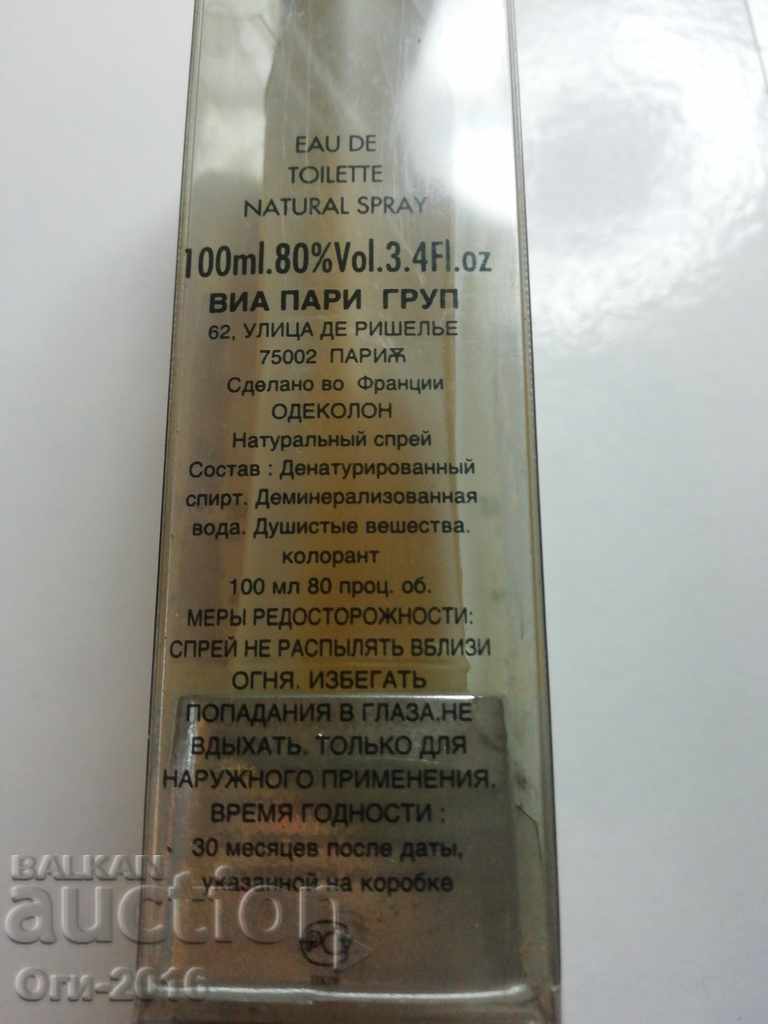 EAU DE
TOILETTE
NATURAL SPRAY
100ml.80%Vol.3.4Fl.oz
ВИА ПАРИ ГРУП
62, УЛИЦА ДЕ РИШЕЛЬЕ
75002 ПАРИѪ
Сделано во Франции
ОДЕКОЛОН
Натуральный спрей
Состав : Денатурированный
спирт. Деминерализованная
вода. Душистые вешества.
колорант
100 мл 80 проц. об.
МЕРЫ РЕДОСТОРОЖНОСТИ:
СПРЕЙ НЕ РАСПЫЛЯТЬ ВБЛИЗИ
ОГНЯ. ИЗБЕГАТЬ
ПОПАДАНИЯ В ГЛАЗА.НЕ
ВДЫХАТЬ. ТОЛЬКО ДЛЯ
НАРУЖНОГО ПРИМЕНЕНИЯ.
ВРЕМЯ ГОДНОСТИ :
30 месяцев после даты,
указанной на коробке
РСТ
BALKAN
auction
Оги-2016